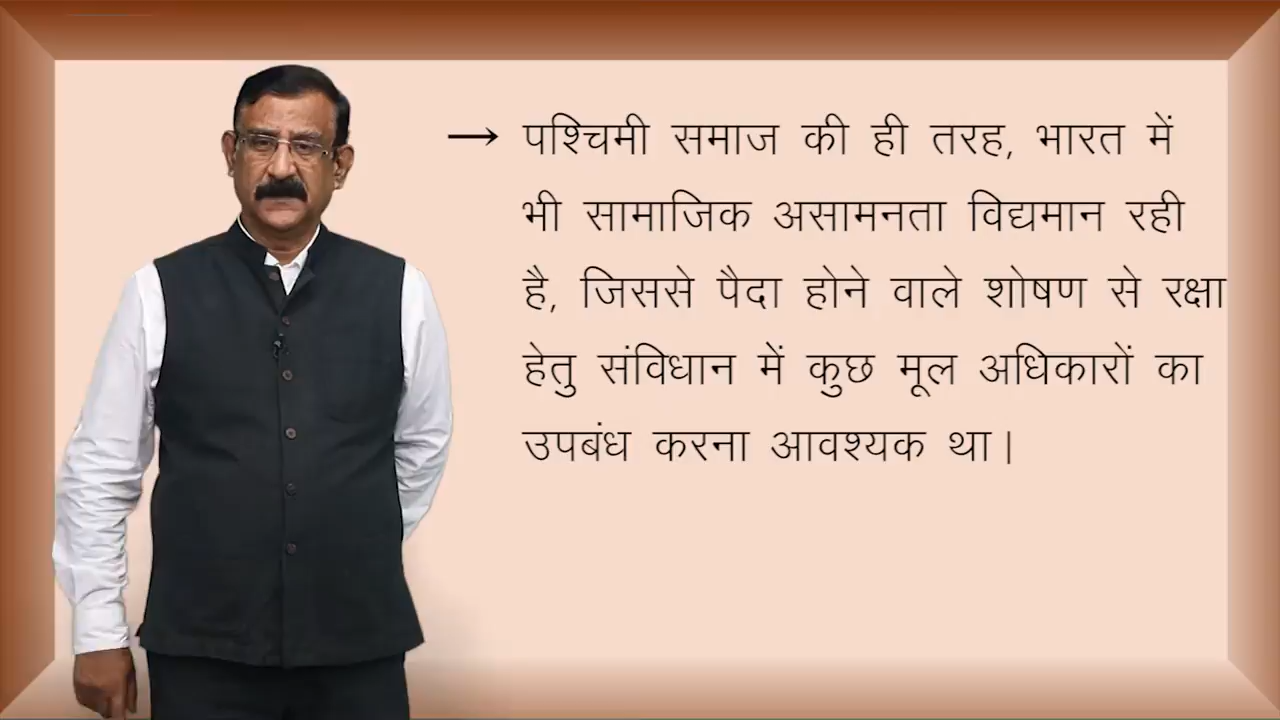 → पश्चिमी समाज की ही तरह, भारत में
भी सामाजिक असामनता विद्यमान रही
है, जिससे पैदा होने वाले शोषण से रक्षा
हेतु संविधान में कुछ मूल अधिकारों का
उपबंध करना आवश्यक था।